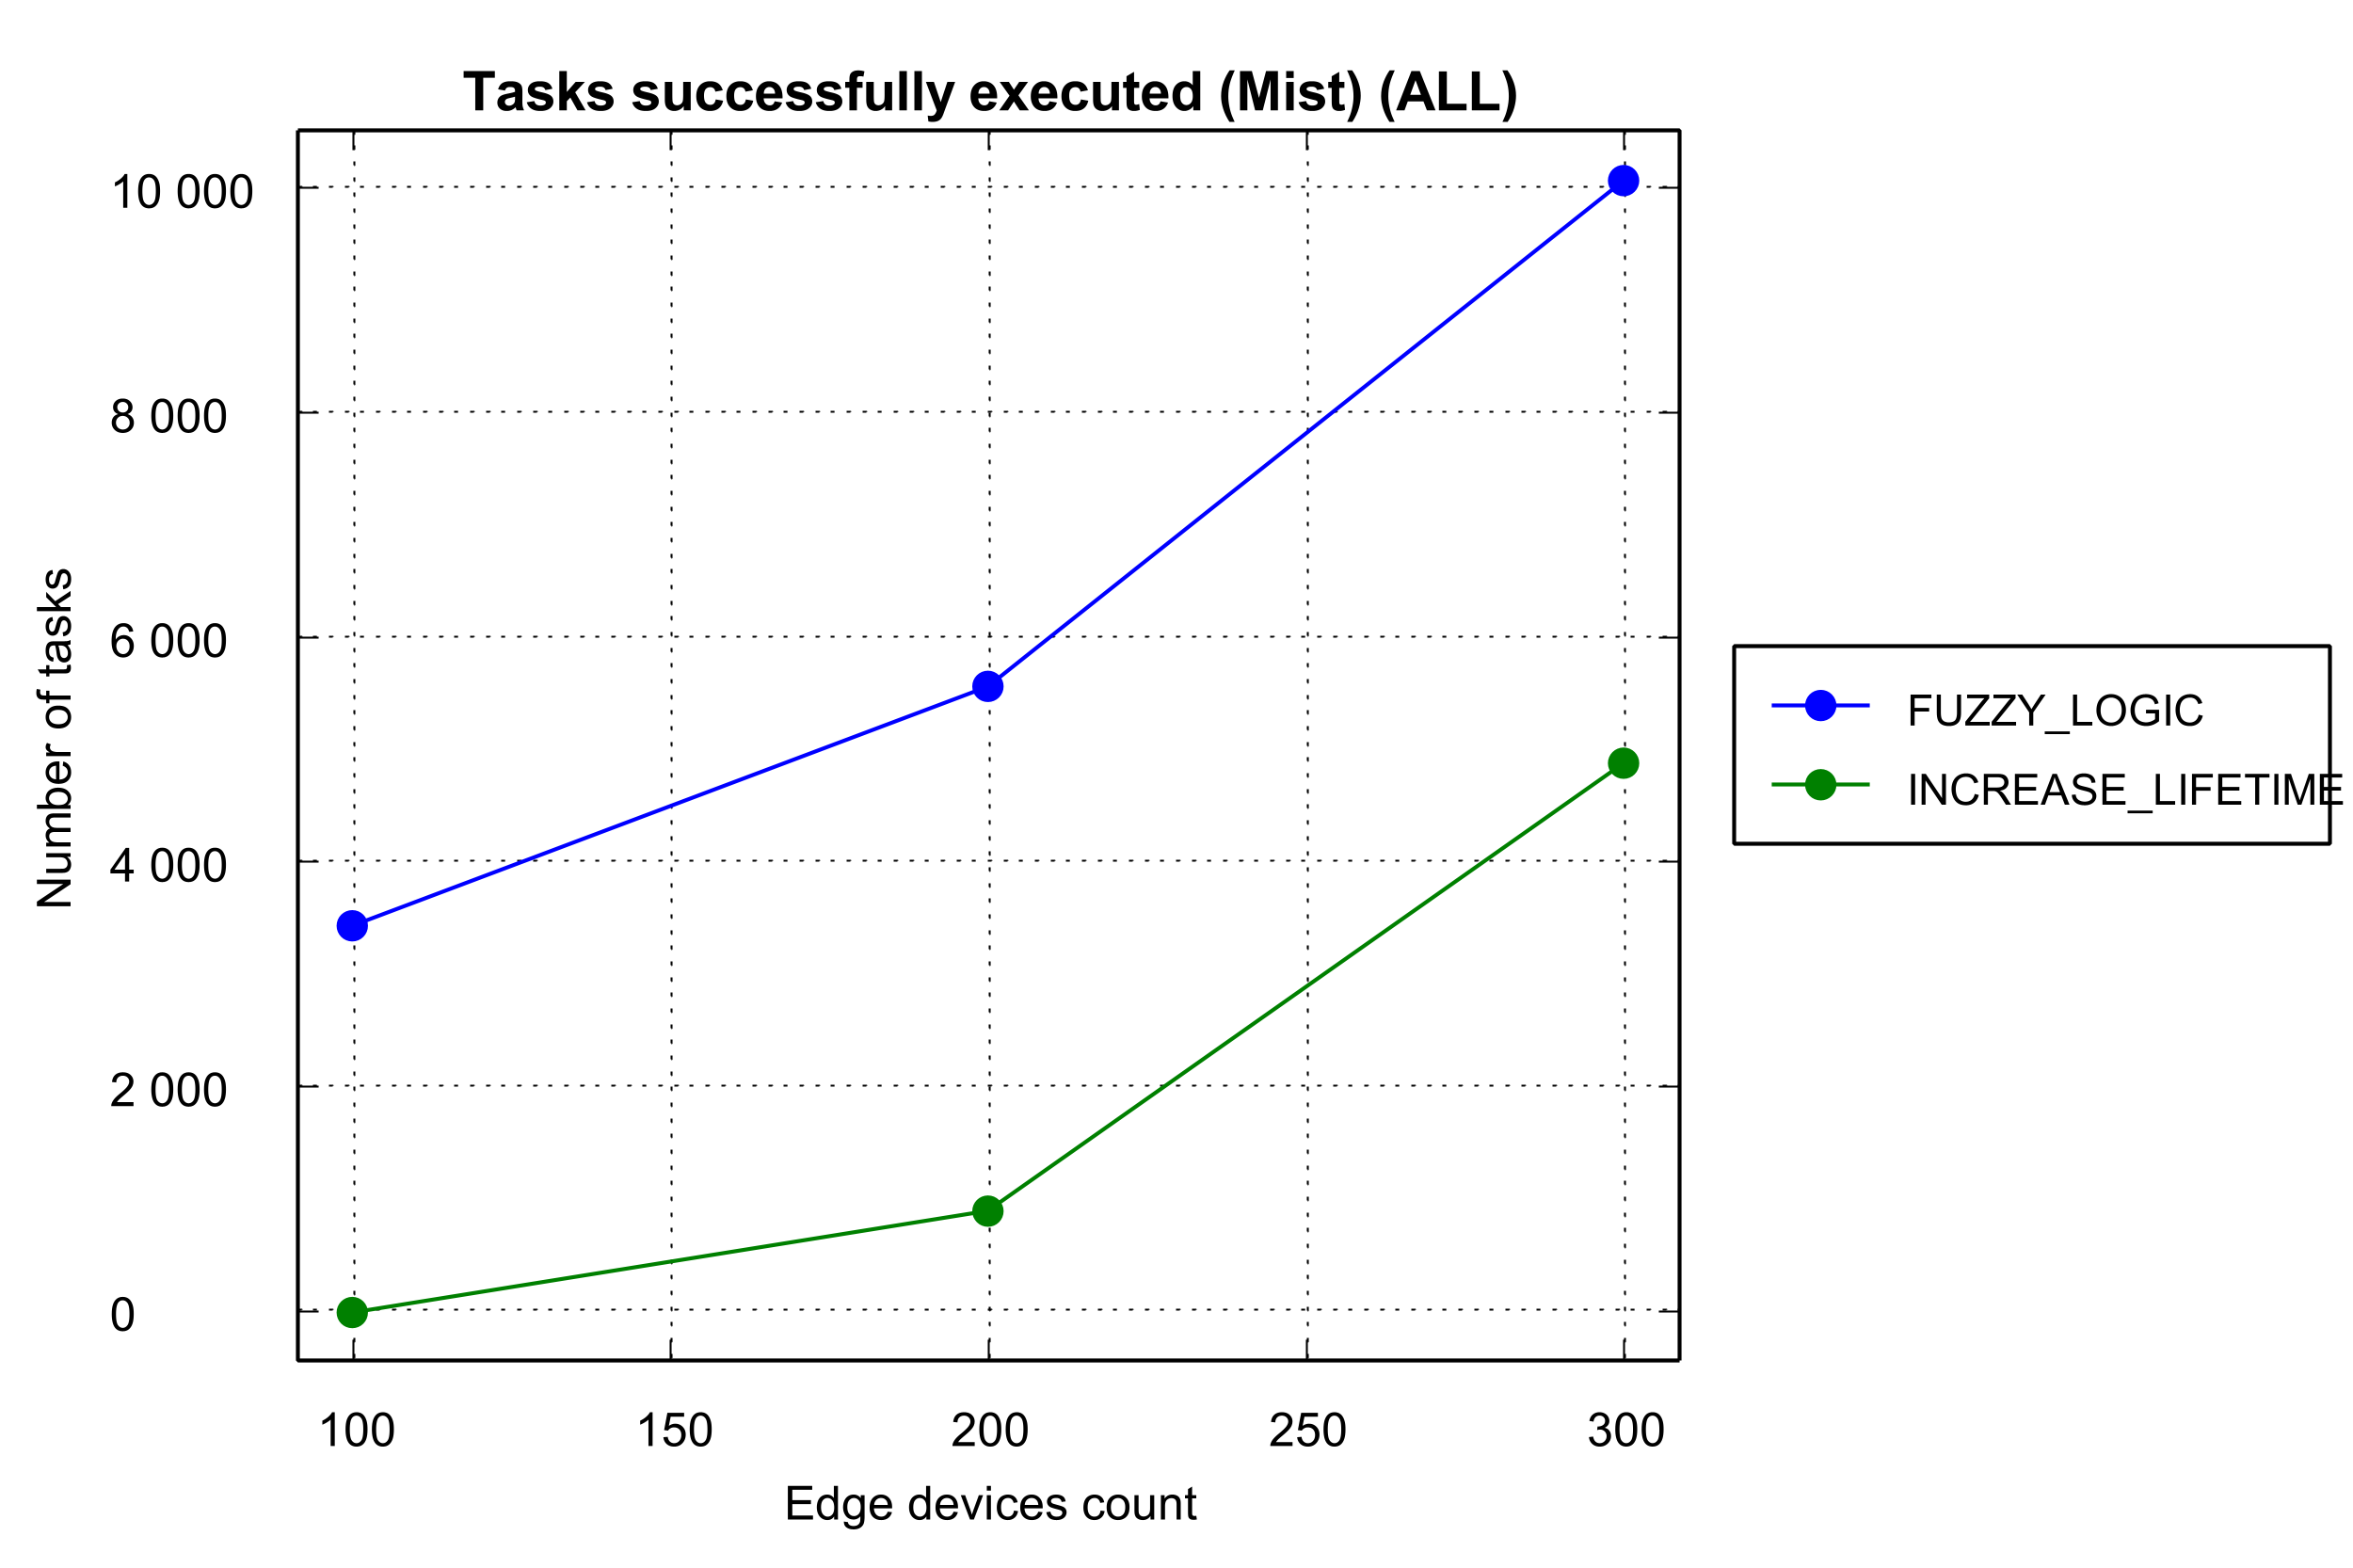 Tasks successfully executed (Mist) (ALL)
10 000
8 000
6 000
4 000
2 000
0
Number of tasks
100 150 200 250 300
Edge devices count
FUZZY_LOGIC
INCREASE_LIFETIME